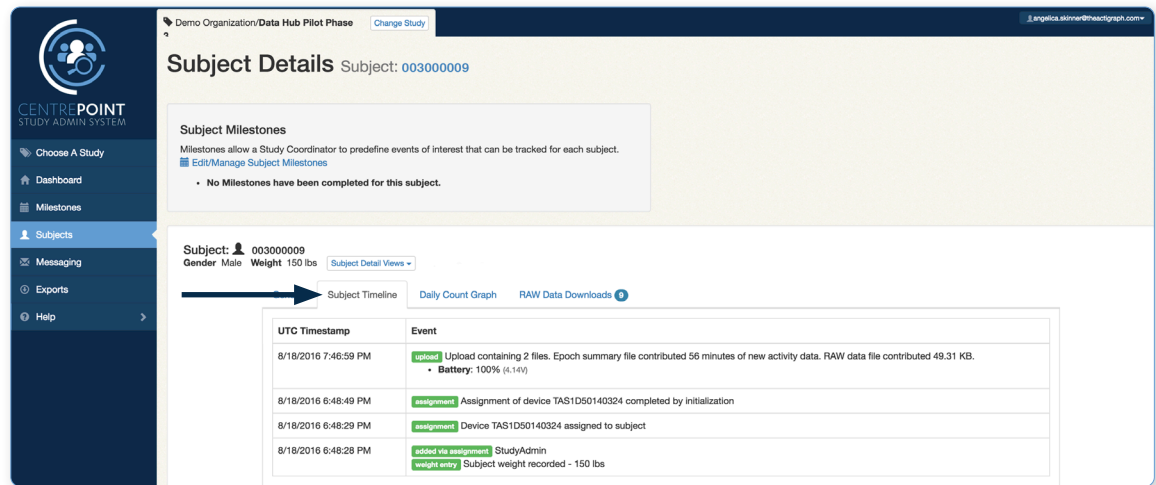 Demo Organization/Data Hub Pilot Phase
Change Study
angelica.skinner@theactigraph.com
CENTREPOINT
STUDY ADMIN SYSTEM
Choose A Study
Dashboard
Milestones
Subjects
Messaging
Exports
Help
Subject Details Subject: 003000009
Subject Milestones
Milestones allow a Study Coordinator to predefine events of interest that can be tracked for each subject.
Edit/Manage Subject Milestones
• No Milestones have been completed for this subject.
Subject: 003000009
Gender Male Weight 150 lbs Subject Detail Views
Subject Timeline Daily Count Graph RAW Data Downloads 9
UTC Timestamp Event
8/18/2016 7:46:59 PM upload Upload containing 2 files. Epoch summary file contributed 56 minutes of new activity data. RAW data file contributed 49.31 KB.
• Battery: 100% (4.14V)
8/18/2016 6:48:49 PM assignment Assignment of device TAS1D50140324 completed by initialization
8/18/2016 6:48:29 PM assignment Device TAS1D50140324 assigned to subject
8/18/2016 6:48:28 PM added via assignment StudyAdmin
weight entry Subject weight recorded - 150 lbs